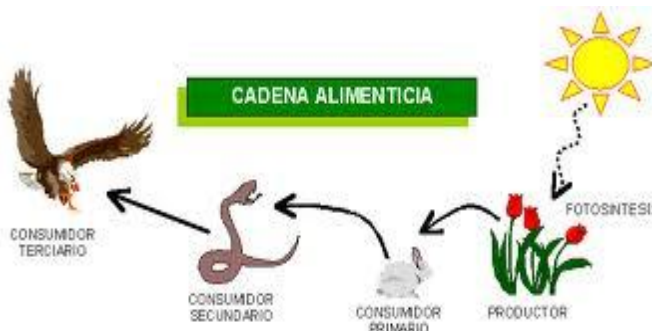 CADENA ALIMENTICIA
FOTOSINTESI
CONSUMIDOR
TERCIARIO
CONSUMIDOR
SECUNDARIO
CONSUMIDOR
PRIMARIO
PRODUCTOR